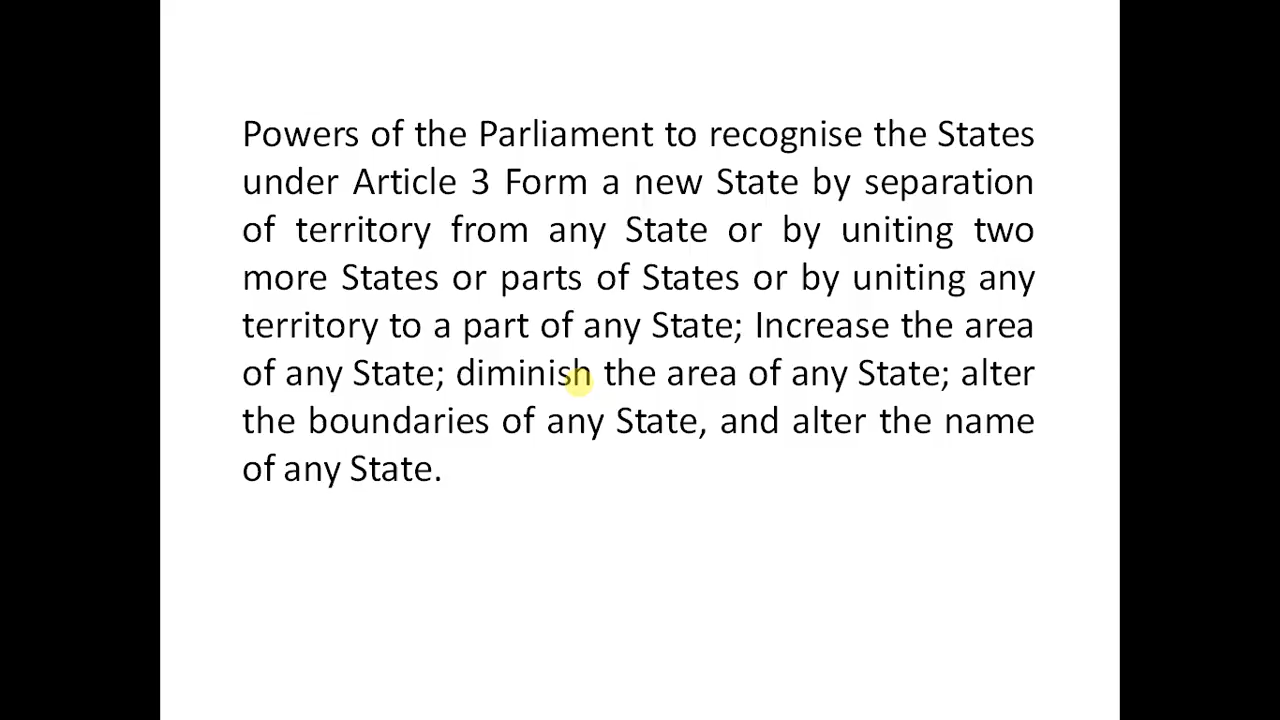 Powers of the Parliament to recognise the States
under Article 3 Form a new State by separation
of territory from any State or by uniting two
more States or parts of States or by uniting any
territory to a part of any State; Increase the area
of any State; diminish the area of any State; alter
the boundaries of any State, and alter the name
of any State.